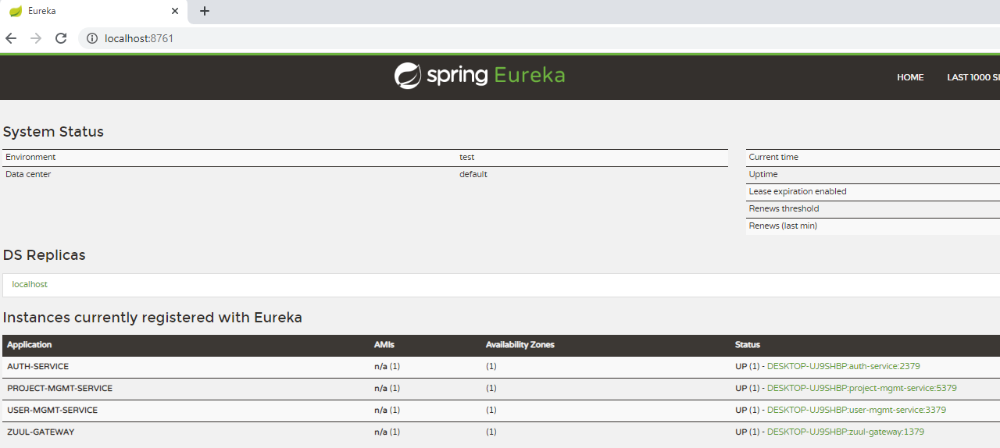 Eureka
localhost:8761
spring Eureka
HOME LAST 1000 SI
System Status
Environment test Current time
Data center default Uptime
Lease expiration enabled
Renews threshold
Renews (last min)
DS Replicas
localhost
Instances currently registered with Eureka
Application AMIs Availability Zones Status
AUTH-SERVICE n/a (1) (1) UP (1) - DESKTOP-UJ9SHBP:auth-service:2379
PROJECT-MGMT-SERVICE n/a (1) (1) UP (1) - DESKTOP-UJ9SHBP:project-mgmt-service:5379
USER-MGMT-SERVICE n/a (1) (1) UP (1) - DESKTOP-UJ9SHBP:user-mgmt-service:3379
ZUUL-GATEWAY n/a (1) (1) UP (1) - DESKTOP-UJ9SHBP:zuul-gateway:1379